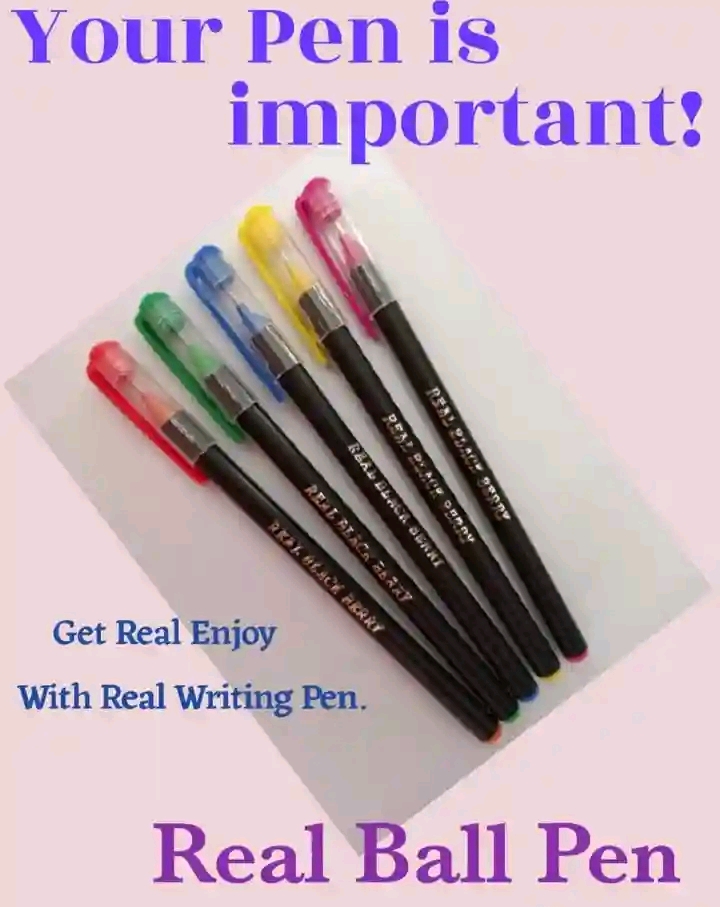 Your Pen is
important!
REAL BLACK BERRY
REAL BLACK BERRY
REAL BLACK BERRY
REAL BLACK BERRY
REAL BLACK BERRY
Get Real Enjoy
With Real Writing Pen.
Real Ball Pen